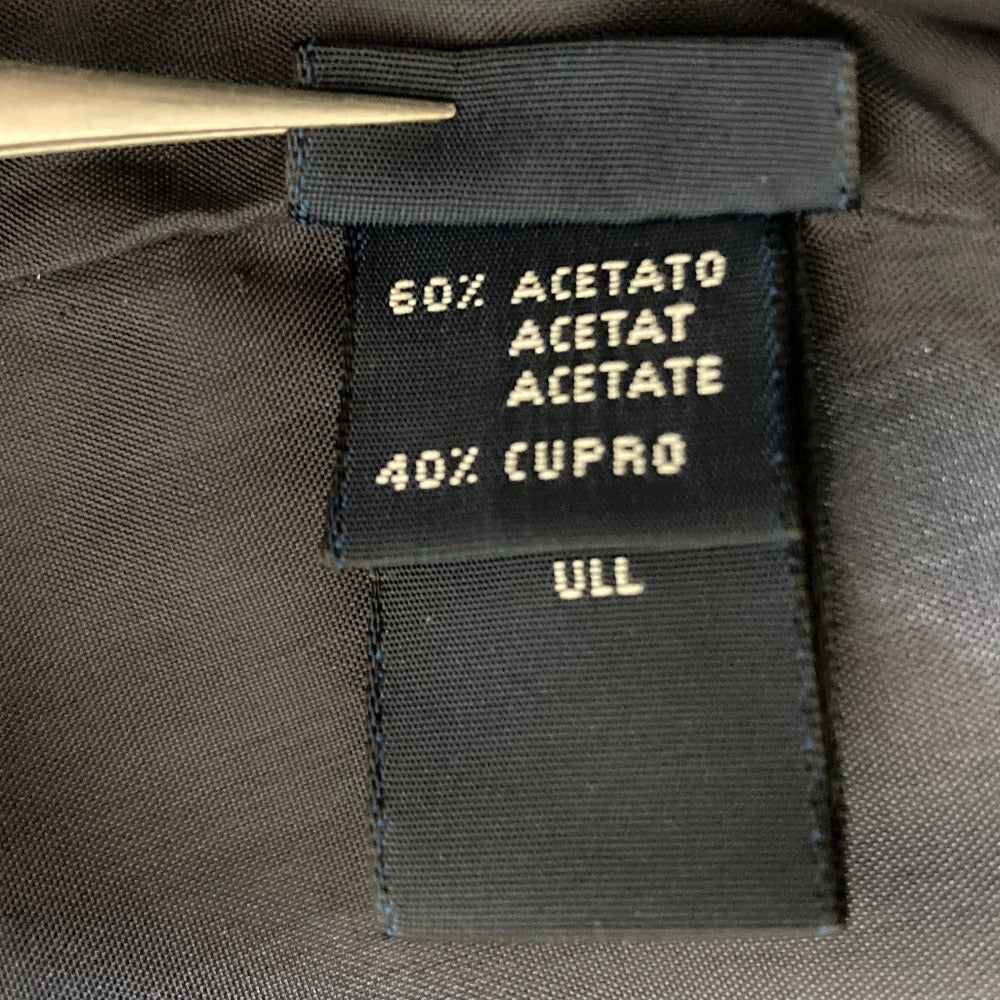 60% ACETATO
ACETAT
ACETATE
40% CUPRO
ULL